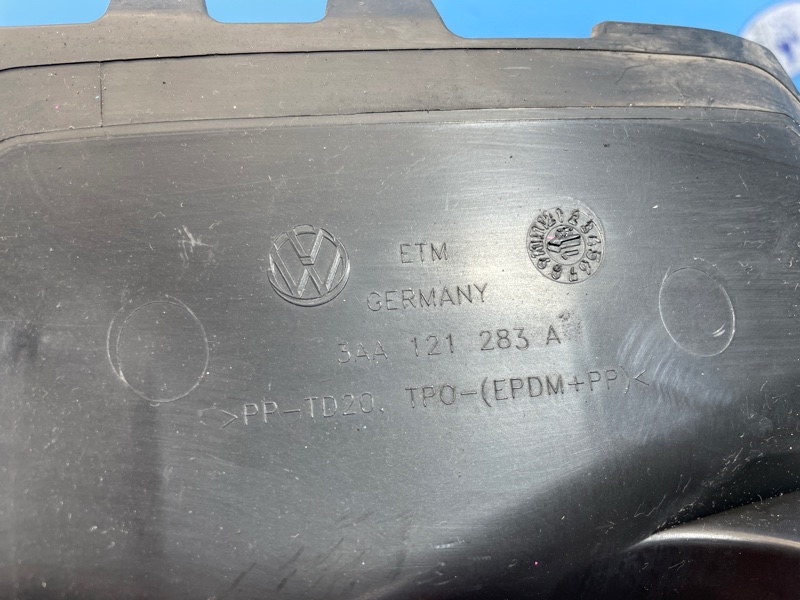 ETM
GERMANY
3AA 121 283 A
>PP-TD20, TPO-(EPDM+PP)<